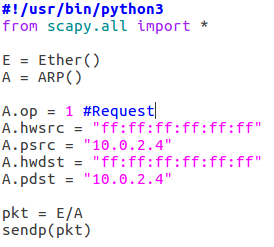 #!/usr/bin/python3
from scapy.all import *
E = Ether()
A = ARP()
A.op = 1 #Request
A.hwsrc = "ff:ff:ff:ff:ff:ff"
A.psrc = "10.0.2.4"
A.hwdst = "ff:ff:ff:ff:ff:ff"
A.pdst = "10.0.2.4"
pkt = E/A
sendp(pkt)